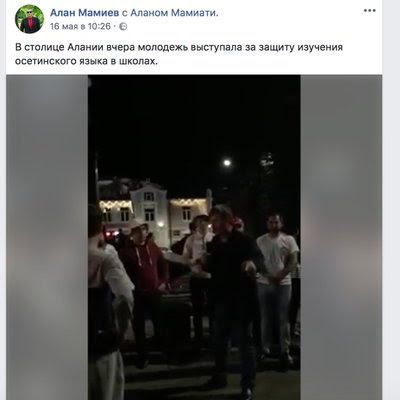 Алан Мамиев с Аланом Мамиати.
16 мая в 10:26 ·
В столице Алании вчера молодежь выступала за защиту изучения
осетинского языка в школах.